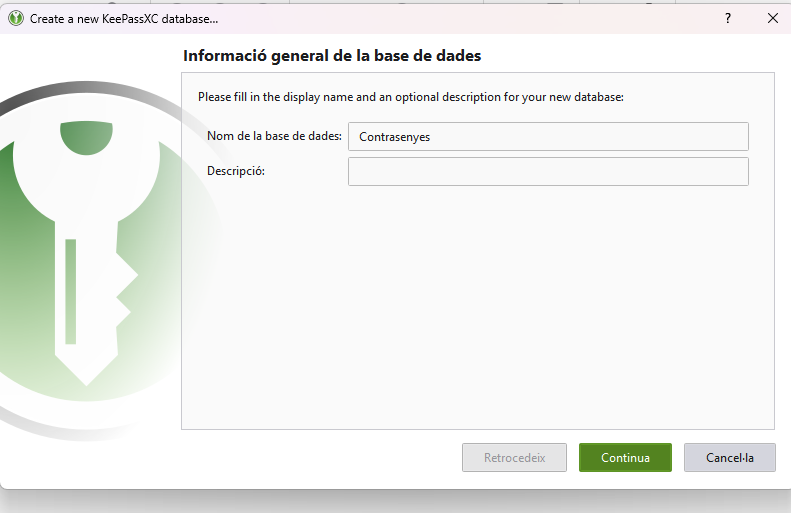 Create a new KeePassXC database...
?
Informació general de la base de dades
Please fill in the display name and an optional description for your new database:
Nom de la base de dades: Contrasenyes
Descripció:
Retrocedeix Continua Cancel·la